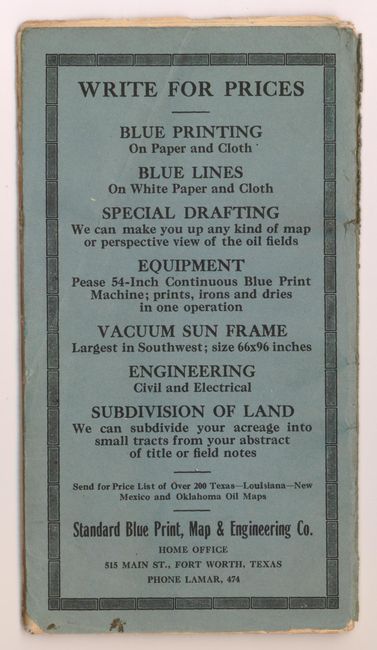 WRITE FOR PRICES
BLUE PRINTING
On Paper and Cloth
BLUE LINES
On White Paper and Cloth
SPECIAL DRAFTING
We can make you up any kind of map
or perspective view of the oil fields
EQUIPMENT
Pease 54-Inch Continuous Blue Print
Machine; prints, irons and dries
in one operation
VACUUM SUN FRAME
Largest in Southwest; size 66x96 inches
ENGINEERING
Civil and Electrical
SUBDIVISION OF LAND
We can subdivide your acreage into
small tracts from your abstract
of title or field notes
Send for Price List of Over 200 Texas—Louisiana—New
Mexico and Oklahoma Oil Maps
Standard Blue Print, Map & Engineering Co.
HOME OFFICE
515 MAIN ST., FORT WORTH, TEXAS
PHONE LAMAR, 474